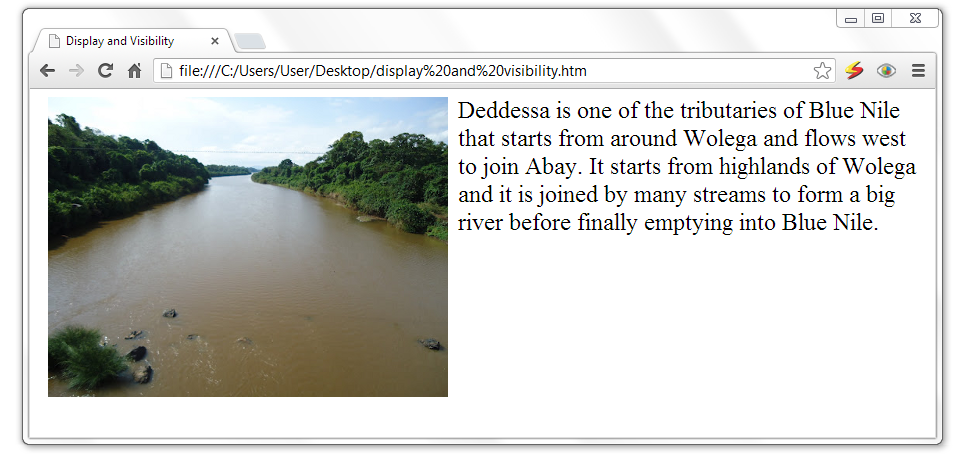 Display and Visibility
file:///C:/Users/User/Desktop/display%20and%20visibility.htm
Deddessa is one of the tributaries of Blue Nile
that starts from around Wolega and flows west
to join Abay. It starts from highlands of Wolega
and it is joined by many streams to form a big
river before finally emptying into Blue Nile.